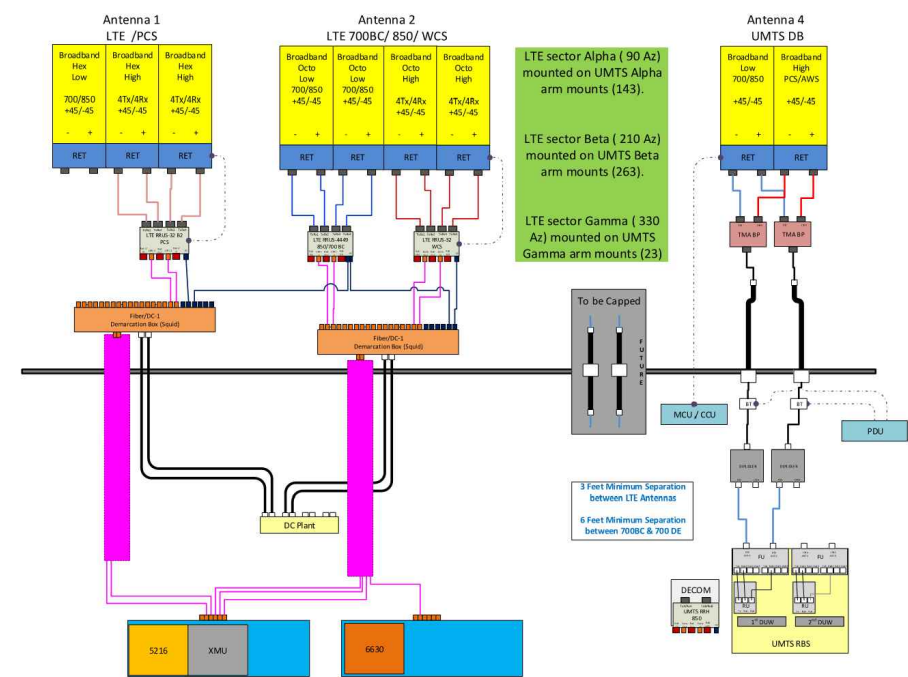 Antenna 1
LTE /PCS
Antenna 2
LTE 700BC/ 850/ WCS
Antenna 4
UMTS DB
Broadband
Hex
Low
700/850
+45/-45
- +
Broadband
Hex
High
4Tx/4Rx
+45/-45
- +
Broadband
Hex
High
4Tx/4Rx
+45/-45
- +
RET
RET
RET
Broadband
Octo
Low
700/850
+45/-45
- +
Broadband
Octo
Low
700/850
+45/-45
- +
Broadband
Octo
High
4Tx/4Rx
+45/-45
- +
Broadband
Octo
High
4Tx/4Rx
+45/-45
- +
RET
RET
RET
RET
LTE sector Alpha ( 90 Az)
mounted on UMTS Alpha
arm mounts (143).
LTE sector Beta ( 210 Az)
mounted on UMTS Beta
arm mounts (263).
LTE sector Gamma ( 330
Az) mounted on UMTS
Gamma arm mounts (23)
Broadband
Low
700/850
+45/-45
- +
Broadband
High
PCS/AWS
+45/-45
- +
RET
RET
LTE RRUS-32 B2
PCS
LTE RRUS-4449
850/700 BC
LTE RRUS-32
WCS
TMA BP
TMA BP
Fiber/DC-1
Demarcation Box (Squid)
Fiber/DC-1
Demarcation Box (Squid)
To be Capped
FUTURE
MCU / CCU
BT
BT
PDU
3 Feet Minimum Separation
between LTE Antennas
6 Feet Minimum Separation
between 700BC & 700 DE
DC Plant
FU
FU
RU
RU
1st DUW
2nd DUW
UMTS RBS
DECOM
UMTS RRH
850
5216
XMU
6630